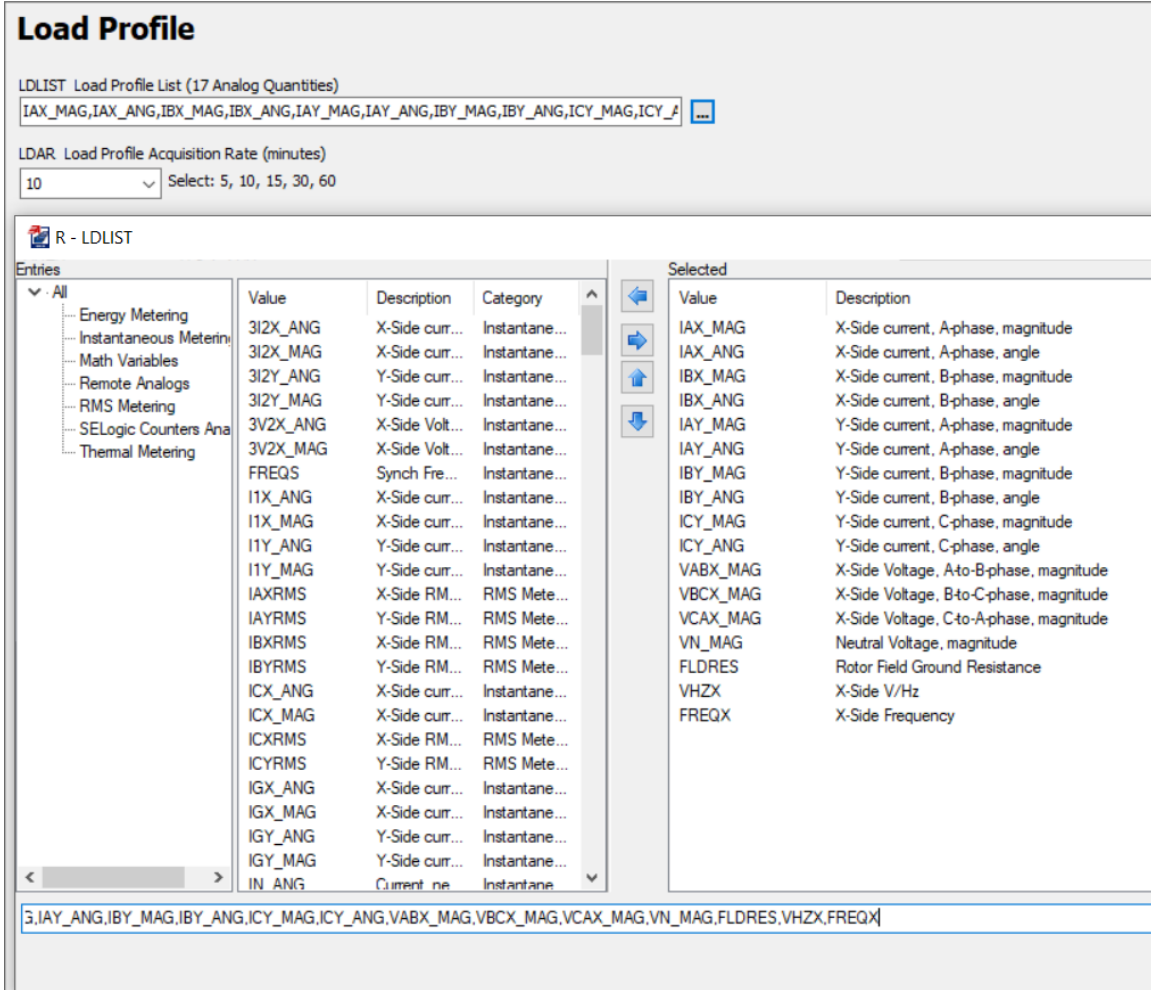 Load Profile
LDLIST Load Profile List (17 Analog Quantities)
IAX_MAG,IAX_ANG,IBX_MAG,IBX_ANG,IAY_MAG,IAY_ANG,IBY_MAG,IBY_ANG,ICY_MAG,ICY_A
...
LDAR Load Profile Acquisition Rate (minutes)
10 Select: 5, 10, 15, 30, 60
R - LDLIST
Entries
All
Energy Metering
Instantaneous Metering
Math Variables
Remote Analogs
RMS Metering
SELogic Counters Ana
Thermal Metering
Value Description Category
3I2X_ANG X-Side curr... Instantane...
3I2X_MAG X-Side curr... Instantane...
3I2Y_ANG Y-Side curr... Instantane...
3I2Y_MAG Y-Side curr... Instantane...
3V2X_ANG X-Side Volt... Instantane...
3V2X_MAG X-Side Volt... Instantane...
FREQS Synch Fre... Instantane...
I1X_ANG X-Side curr... Instantane...
I1X_MAG X-Side curr... Instantane...
I1Y_ANG Y-Side curr... Instantane...
I1Y_MAG Y-Side curr... Instantane...
IAXRMS X-Side RM... RMS Mete...
IAYRMS Y-Side RM... RMS Mete...
IBXRMS X-Side RM... RMS Mete...
IBYRMS Y-Side RM... RMS Mete...
ICX_ANG X-Side curr... Instantane...
ICX_MAG X-Side curr... Instantane...
ICXRMS X-Side RM... RMS Mete...
ICYRMS Y-Side RM... RMS Mete...
IGX_ANG X-Side curr... Instantane...
IGX_MAG X-Side curr... Instantane...
IGY_ANG Y-Side curr... Instantane...
IGY_MAG Y-Side curr... Instantane...
IN_ANG Current, ne... Instantane...
Selected
Value Description
IAX_MAG X-Side current, A-phase, magnitude
IAX_ANG X-Side current, A-phase, angle
IBX_MAG X-Side current, B-phase, magnitude
IBX_ANG X-Side current, B-phase, angle
IAY_MAG Y-Side current, A-phase, magnitude
IAY_ANG Y-Side current, A-phase, angle
IBY_MAG Y-Side current, B-phase, magnitude
IBY_ANG Y-Side current, B-phase, angle
ICY_MAG Y-Side current, C-phase, magnitude
ICY_ANG Y-Side current, C-phase, angle
VABX_MAG X-Side Voltage, A-to-B-phase, magnitude
VBCX_MAG X-Side Voltage, B-to-C-phase, magnitude
VCAX_MAG X-Side Voltage, C-to-A-phase, magnitude
VN_MAG Neutral Voltage, magnitude
FLDRES Rotor Field Ground Resistance
VHZX X-Side V/Hz
FREQX X-Side Frequency
G,IAY_ANG,IBY_MAG,IBY_ANG,ICY_MAG,ICY_ANG,VABX_MAG,VBCX_MAG,VCAX_MAG,VN_MAG,FLDRES,VHZX,FREQX